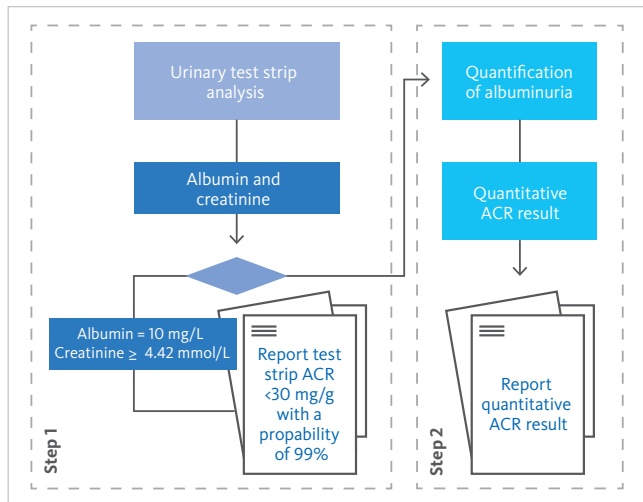 Urinary test strip
analysis
Albumin and
creatinine
Albumin = 10 mg/L
Creatinine ≥ 4.42 mmol/L
Report test
strip ACR
<30 mg/g
with a
propability
of 99%
Step 1
Quantification
of albuminuria
Quantitative
ACR result
Report
quantitative
ACR result
Step 2